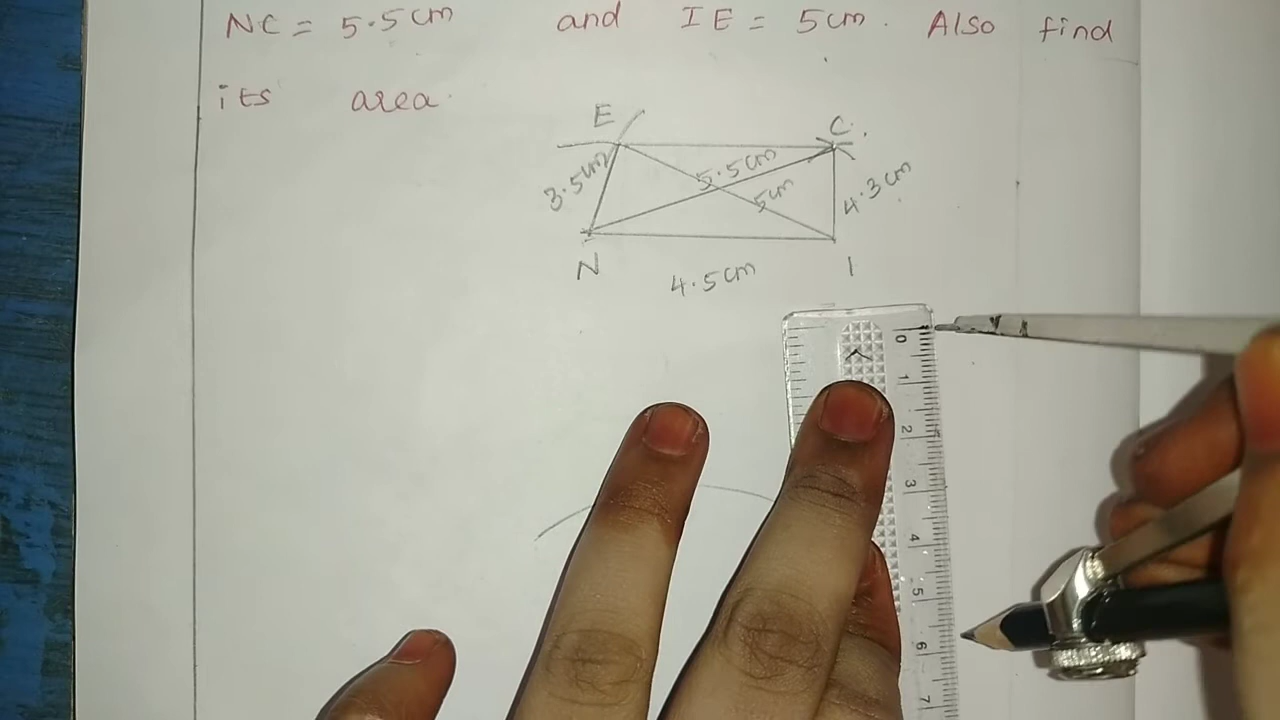 NC = 5.5cm and IE = 5cm. Also find
its area.
E C
3.5cm 5.5cm 5cm 4.3cm
N I
4.5cm
0
1
2
3
4
5
6
7